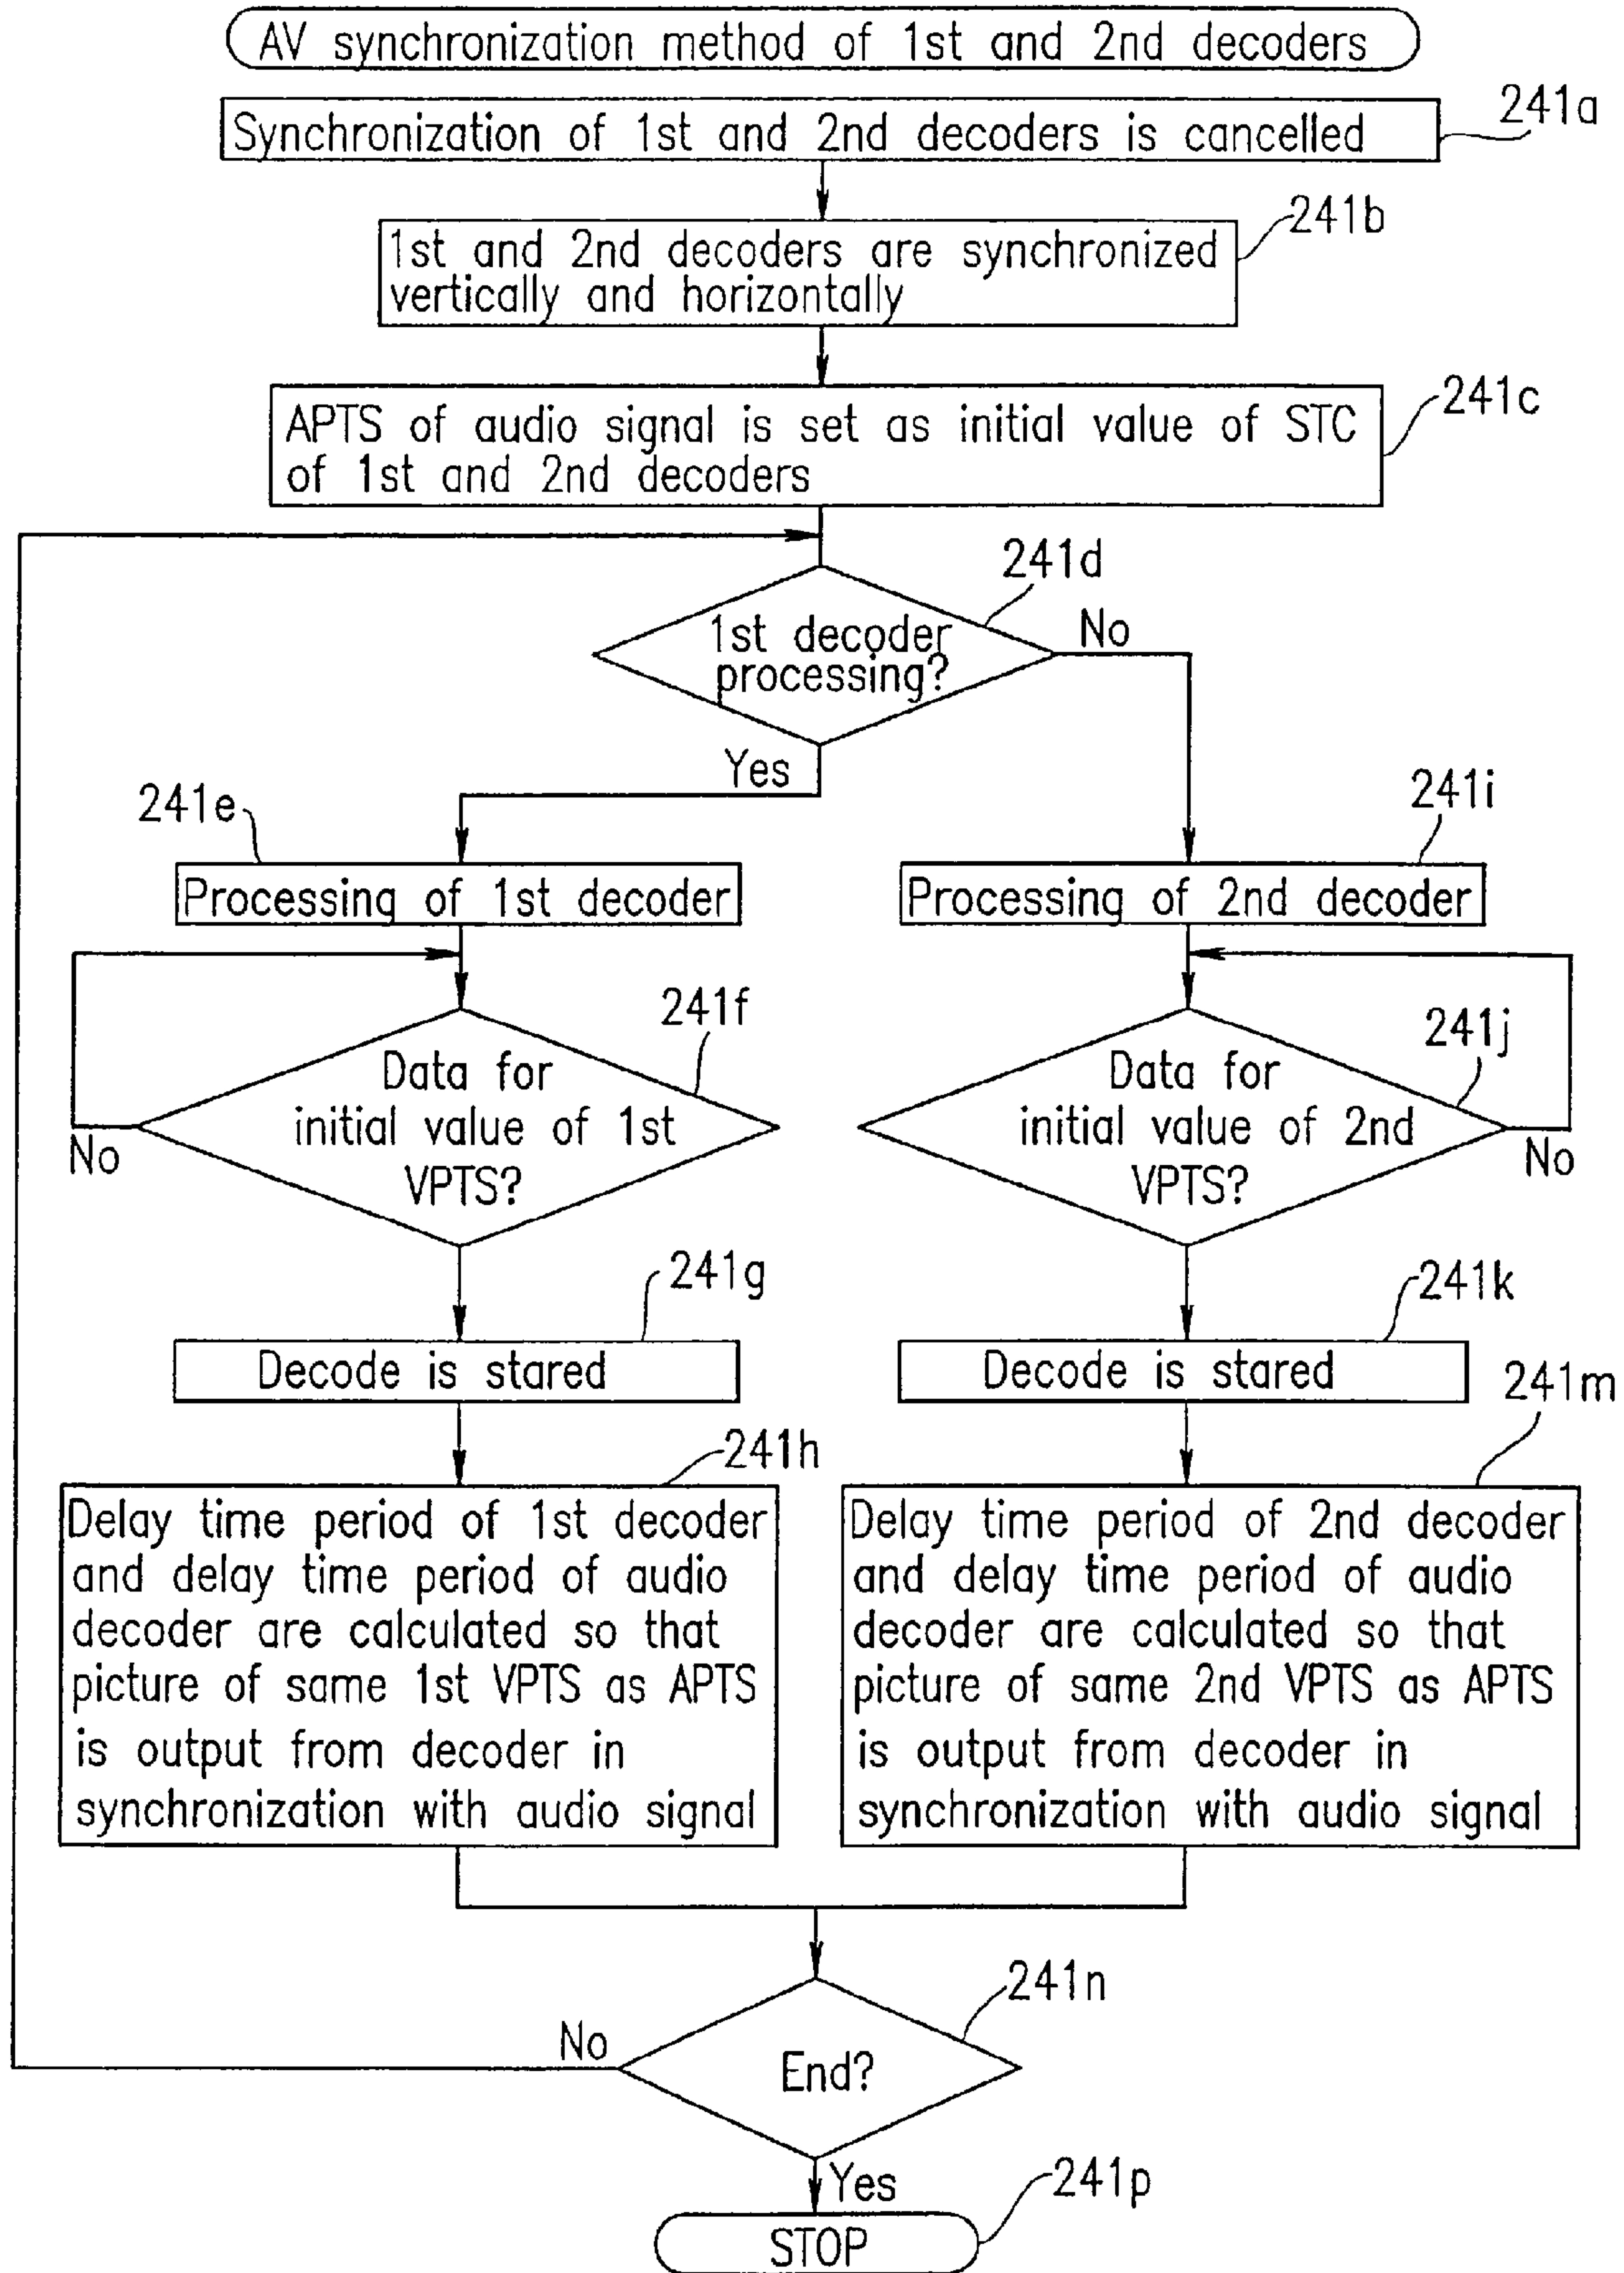 AV synchronization method of 1st and 2nd decoders
241a
Synchronization of 1st and 2nd decoders is cancelled
241b
1st and 2nd decoders are synchronized
vertically and horizontally
241c
APTS of audio signal is set as initial value of STC
of 1st and 2nd decoders
241d
1st decoder
processing?
No
Yes
241e
Processing of 1st decoder
241i
Processing of 2nd decoder
241f
Data for
initial value of 1st
VPTS?
No
241j
Data for
initial value of 2nd
VPTS?
No
241g
Decode is stared
241k
Decode is stared
241h
Delay time period of 1st decoder
and delay time period of audio
decoder are calculated so that
picture of same 1st VPTS as APTS
is output from decoder in
synchronization with audio signal
241m
Delay time period of 2nd decoder
and delay time period of audio
decoder are calculated so that
picture of same 2nd VPTS as APTS
is output from decoder in
synchronization with audio signal
241n
No
End?
Yes
241p
STOP